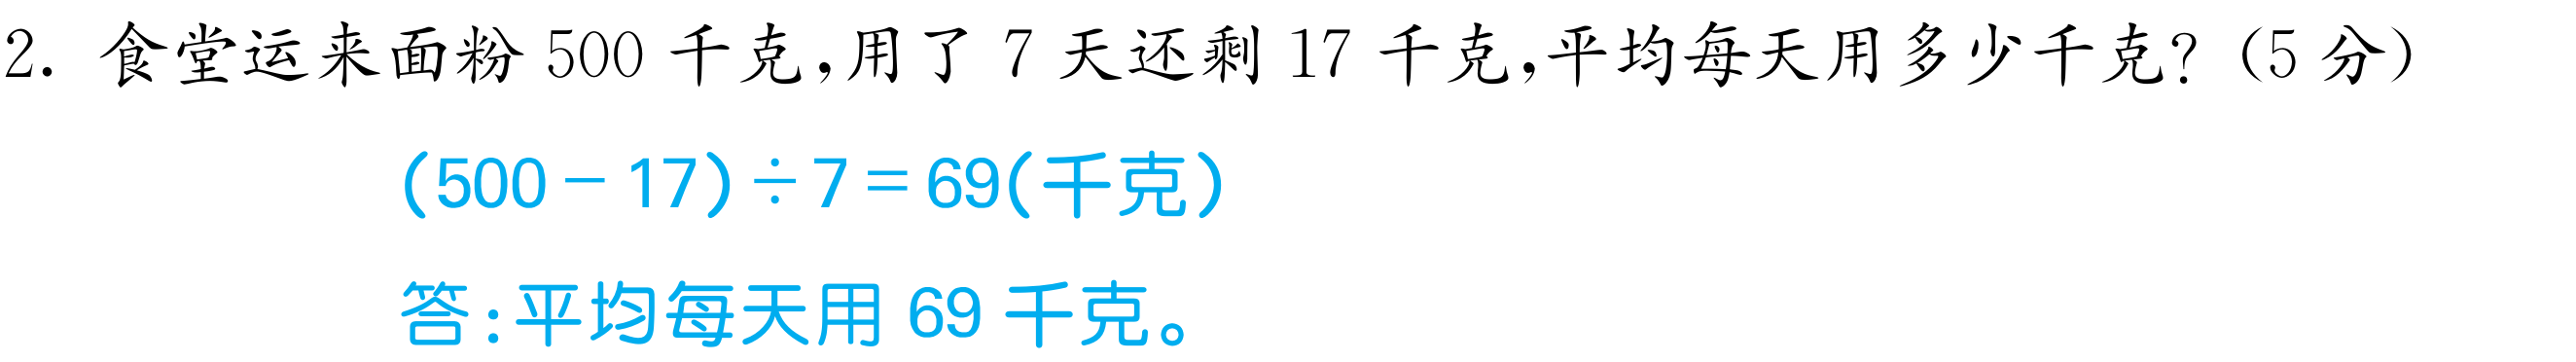 2. 食堂运来面粉 500 千克,用了 7 天还剩 17 千克,平均每天用多少千克? (5 分)
(500 − 17) ÷ 7 = 69(千克)
答:平均每天用 69 千克。